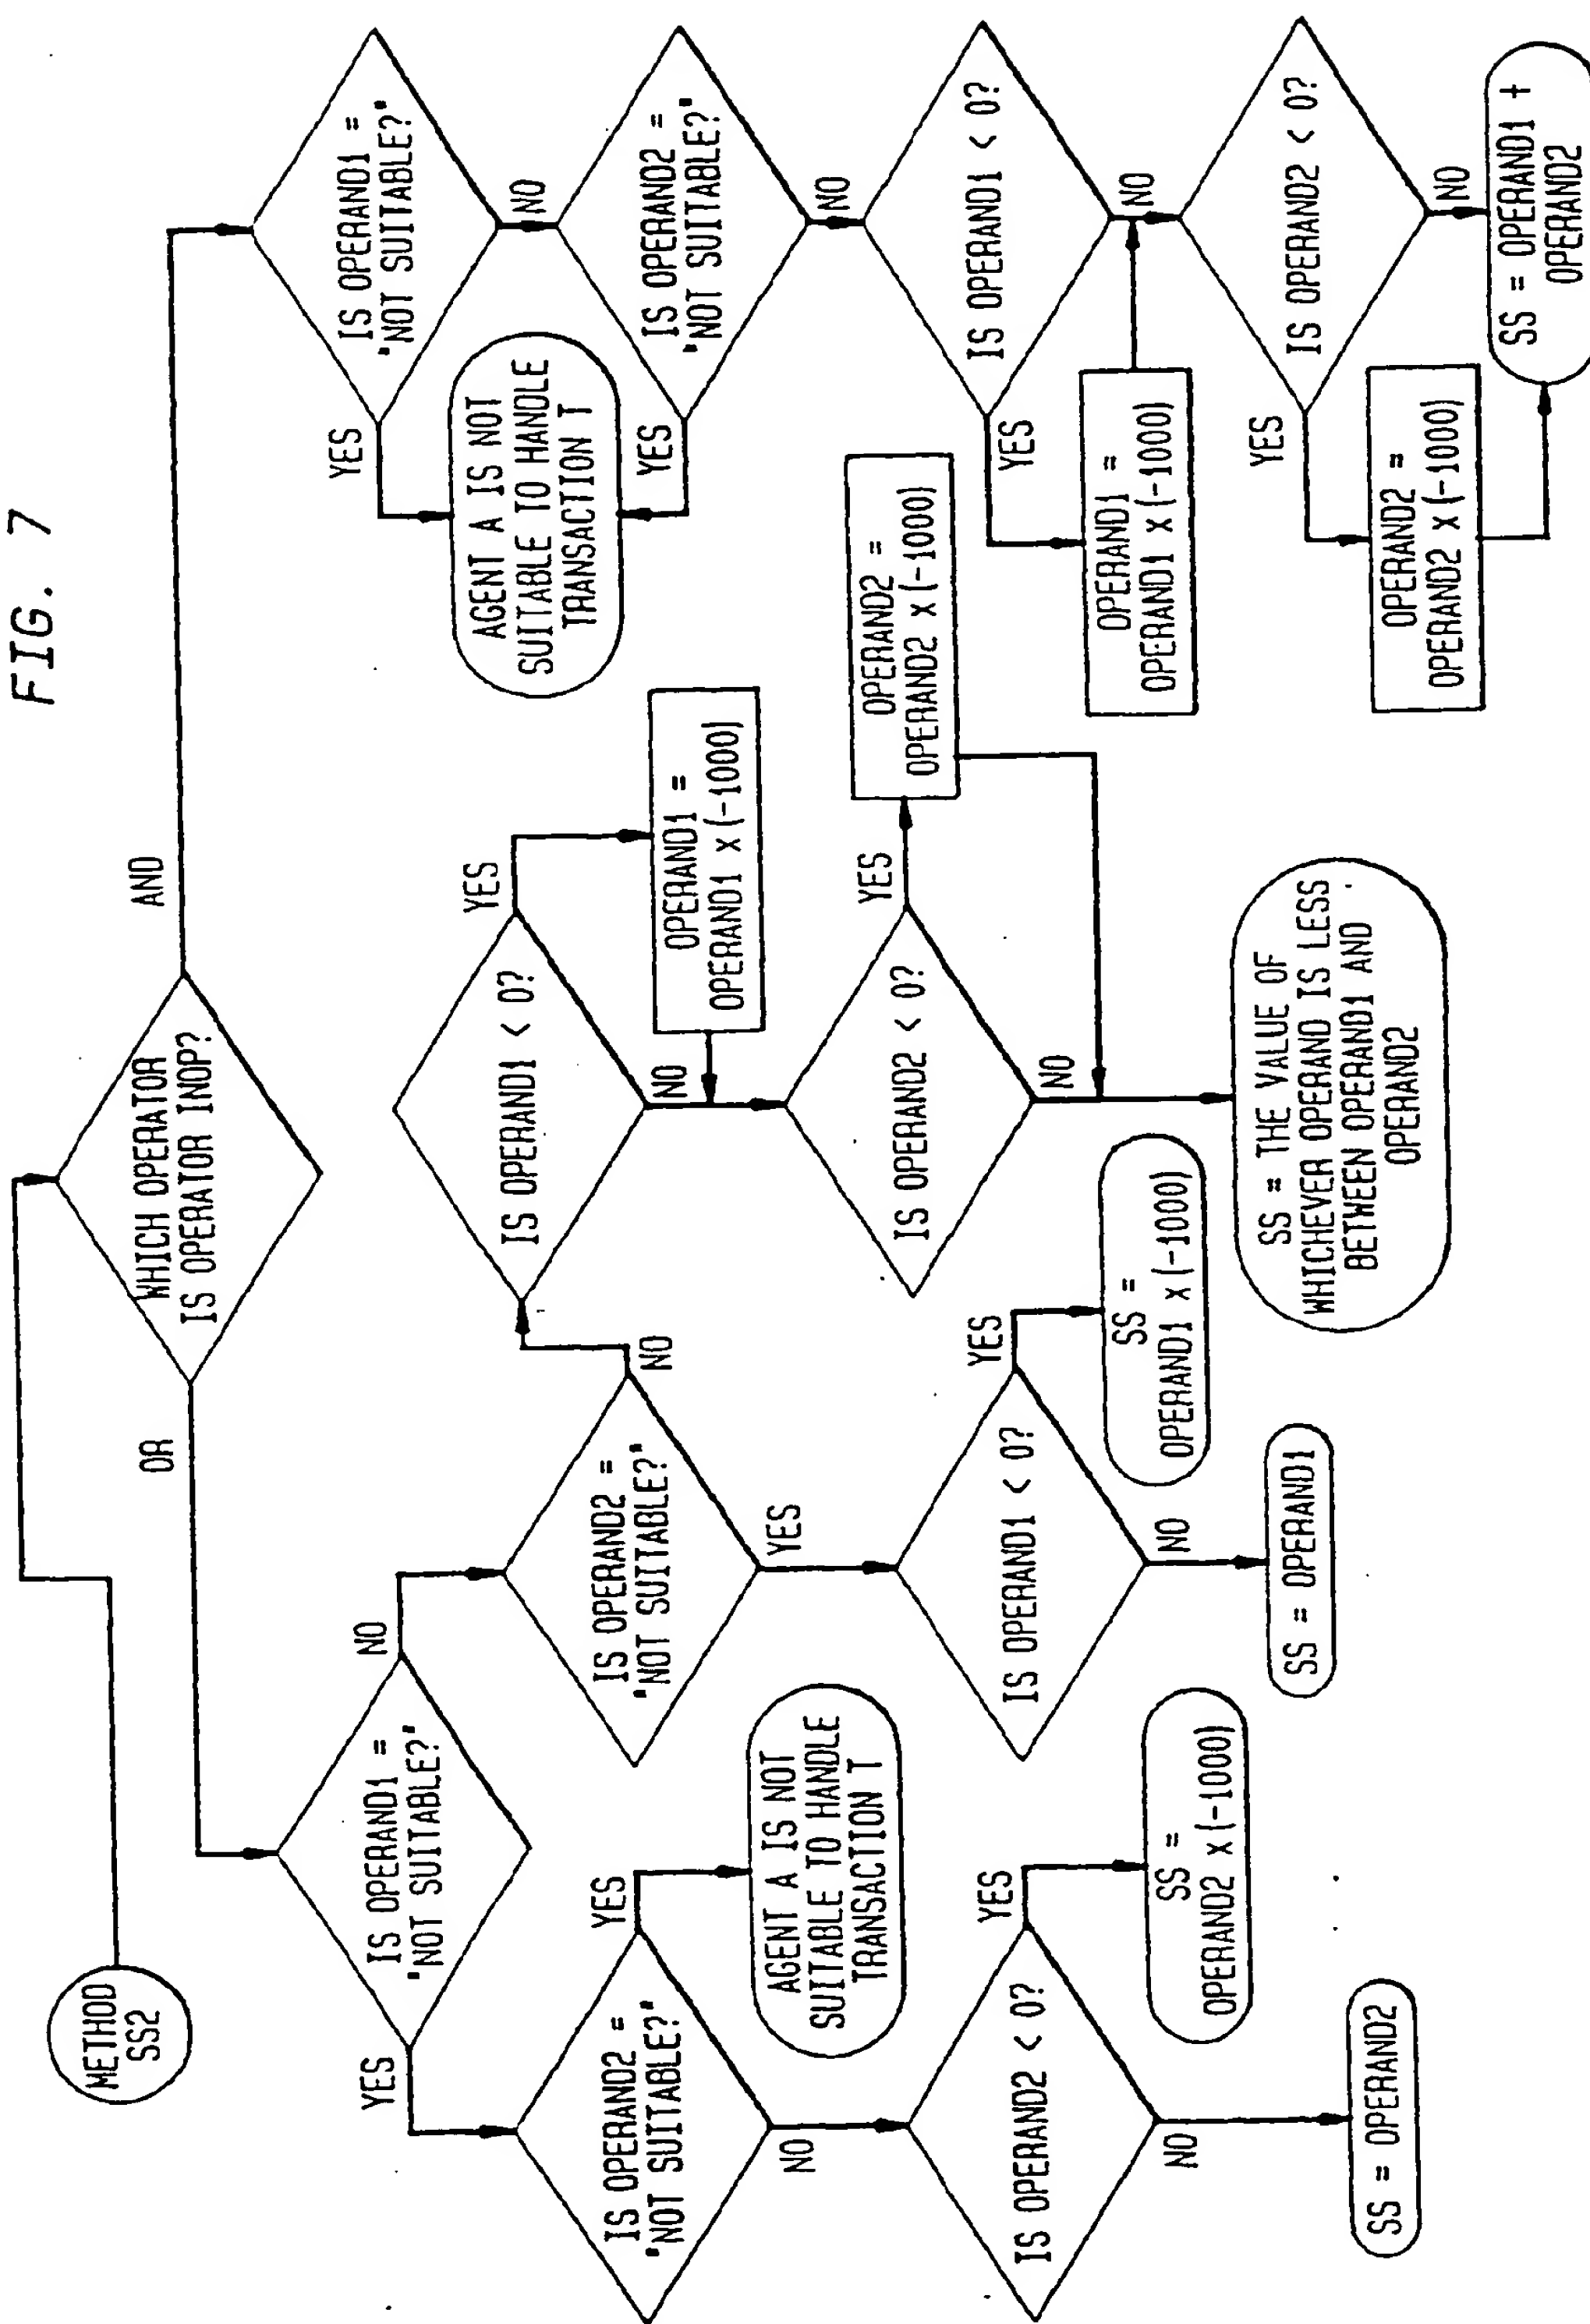 FIG. 7
METHOD
SS2
WHICH OPERATOR
IS OPERATOR INOP?
OR
AND
IS OPERAND1 =
"NOT SUITABLE?"
YES
NO
IS OPERAND2 =
"NOT SUITABLE?"
YES
NO
AGENT A IS NOT
SUITABLE TO HANDLE
TRANSACTION T
IS OPERAND2 < 0?
YES
NO
SS =
OPERAND2 x (-1000)
SS = OPERAND2
IS OPERAND2 =
"NOT SUITABLE?"
NO
YES
IS OPERAND1 < 0?
YES
NO
SS =
OPERAND1 x (-1000)
SS = OPERAND1
IS OPERAND1 < 0?
YES
NO
OPERAND1 =
OPERAND1 x (-1000)
IS OPERAND2 < 0?
YES
NO
OPERAND2 =
OPERAND2 x (-1000)
SS = THE VALUE OF
WHICHEVER OPERAND IS LESS
BETWEEN OPERAND1 AND
OPERAND2
IS OPERAND1 =
"NOT SUITABLE?"
YES
NO
AGENT A IS NOT
SUITABLE TO HANDLE
TRANSACTION T
IS OPERAND2 =
"NOT SUITABLE?"
YES
NO
IS OPERAND1 < 0?
YES
NO
OPERAND1 =
OPERAND1 x (-1000)
IS OPERAND2 < 0?
YES
NO
OPERAND2 =
OPERAND2 x (-1000)
SS = OPERAND1 +
OPERAND2